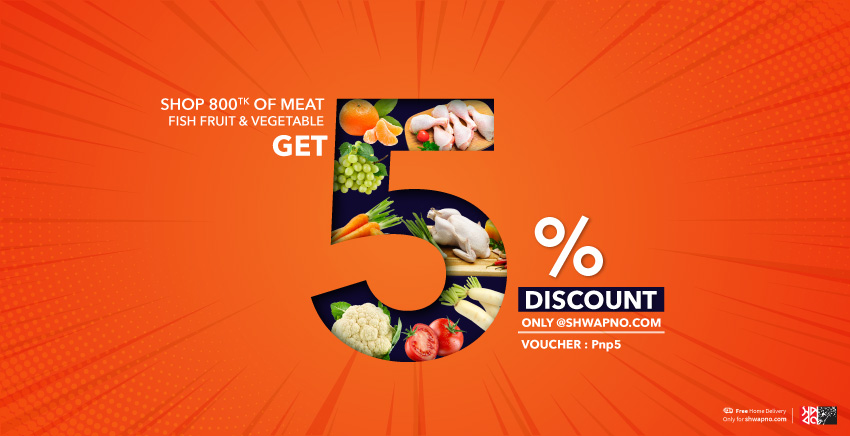 SHOP 800TK OF MEAT
FISH FRUIT & VEGETABLE
GET
5
%
DISCOUNT
ONLY @SHWAPNO.COM
VOUCHER : Pnp5
Free Home Delivery
Only for shwapno.com